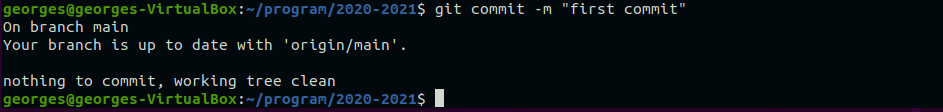 georges@georges-VirtualBox:~/program/2020-2021$ git commit -m "first commit"
On branch main
Your branch is up to date with 'origin/main'.
nothing to commit, working tree clean
georges@georges-VirtualBox:~/program/2020-2021$